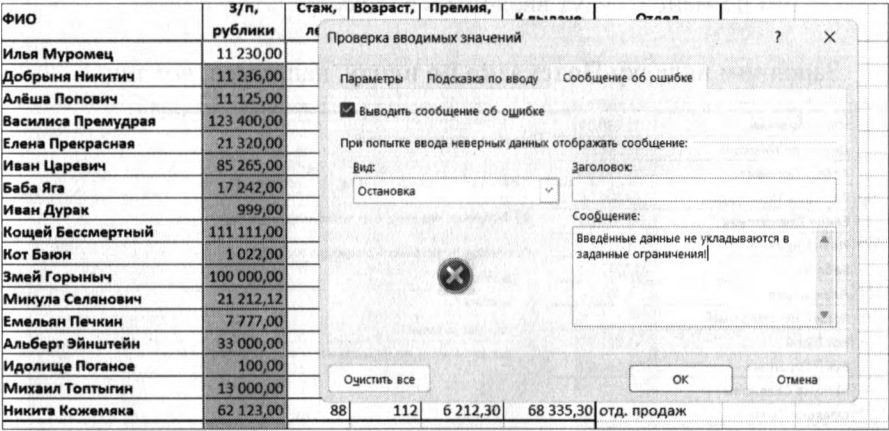 ФИО З/п, Стаж, Возраст, Премия, К выдаче Отдел
рубли
Проверка вводимых значений ? ×
Илья Муромец 11 230,00
Добрыня Никитич 11 236,00
Параметры Подсказка по вводу Сообщение об ошибке
Алёша Попович 11 125,00
Выводить сообщение об ошибке
Василиса Премудрая 123 400,00
Елена Прекрасная 21 320,00
При попытке ввода неверных данных отображать сообщение:
Иван Царевич 85 265,00
Вид: Заголовок:
Баба Яга 17 242,00
Остановка
Иван Дурак 999,00
Сообщение:
Кощей Бессмертный 111 111,00
Введённые данные не укладываются в
заданные ограничения!
Кот Баюн 1 022,00
Змей Горыныч 100 000,00
Микула Селянович 21 212,12
Емельян Печкин 7 777,00
Альберт Эйнштейн 33 000,00
Идолище Поганое 100,00
Михаил Топтыгин 13 000,00
Очистить все ОК Отмена
Никита Кожемяка 62 123,00 88 112 6 212,30 68 335,30 отд. продаж